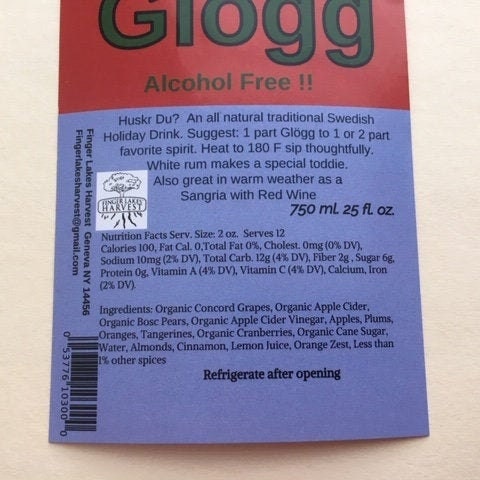 Glögg
Alcohol Free !!
Huskr Du? An all natural traditional Swedish
Holiday Drink. Suggest: 1 part Glögg to 1 or 2 part
favorite spirit. Heat to 180 F sip thoughtfully.
White rum makes a special toddie.
Also great in warm weather as a
Sangria with Red Wine
750 ml. 25 fl. oz.
Finger Lakes Harvest Geneva NY 14456
Fingerlakesharvest@gmail.com
FINGER LAKES
HARVEST
Nutrition Facts Serv. Size: 2 oz. Serves 12
Calories 100, Fat Cal. 0,Total Fat 0%, Cholest. 0mg (0% DV),
Sodium 10mg (2% DV), Total Carb. 12g (4% DV), Fiber 2g , Sugar 6g,
Protein 0g, Vitamin A (4% DV), Vitamin C (4% DV), Calcium, Iron
(2% DV).
Ingredients: Organic Concord Grapes, Organic Apple Cider,
Organic Bosc Pears, Organic Apple Cider Vinegar, Apples, Plums,
Oranges, Tangerines, Organic Cranberries, Organic Cane Sugar,
Water, Almonds, Cinnamon, Lemon Juice, Orange Zest, Less than
1% other spices
Refrigerate after opening
0 53776 10300 0